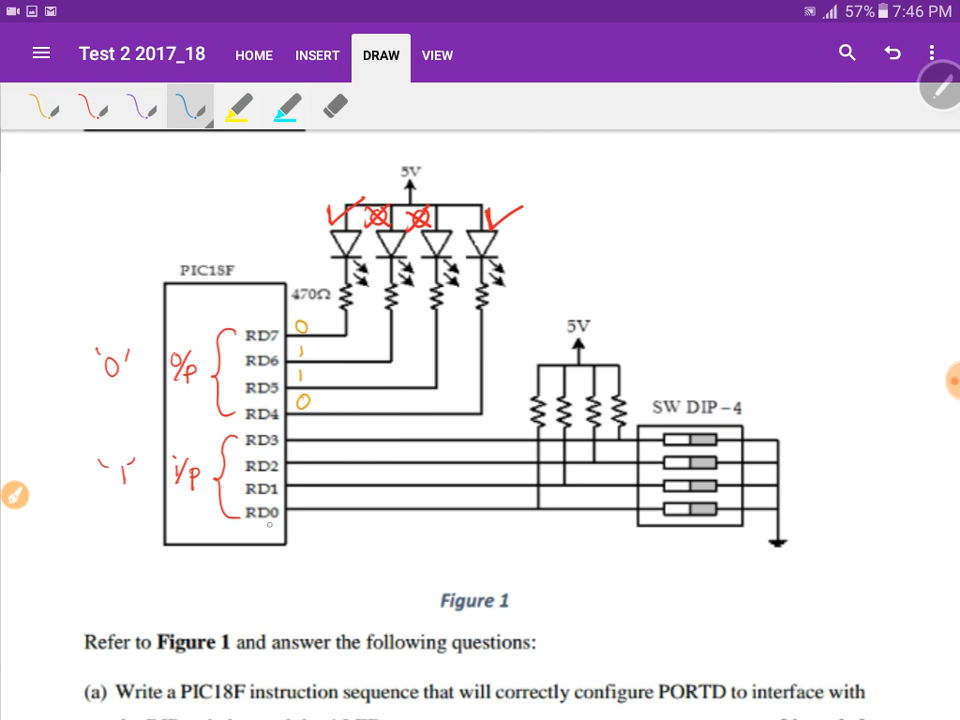 57% 7:46 PM
Test 2 2017_18 HOME INSERT DRAW VIEW
5V
PIC18F
470Ω
RD7 0
RD6 1
RD5 1
RD4 0
'0' o/p
5V
SW DIP-4
RD3
RD2
RD1
RD0
'1' i/p
Figure 1
Refer to Figure 1 and answer the following questions:
(a) Write a PIC18F instruction sequence that will correctly configure PORTD to interface with